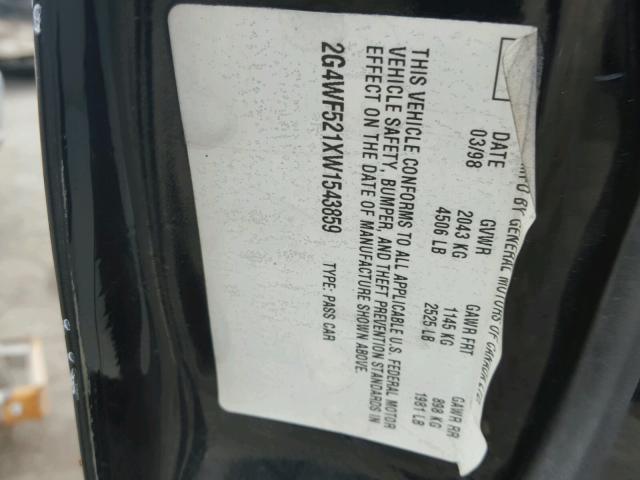 MFD BY GENERAL MOTORS OF CANADA LTD
DATE GVWR GAWR FRT GAWR RR
03/98 2043 KG 1145 KG 898 KG
4506 LB 2525 LB 1981 LB
THIS VEHICLE CONFORMS TO ALL APPLICABLE U.S. FEDERAL MOTOR
VEHICLE SAFETY, BUMPER, AND THEFT PREVENTION STANDARDS IN
EFFECT ON THE DATE OF MANUFACTURE SHOWN ABOVE.
2G4WF521XW1543859 TYPE: PASS CAR